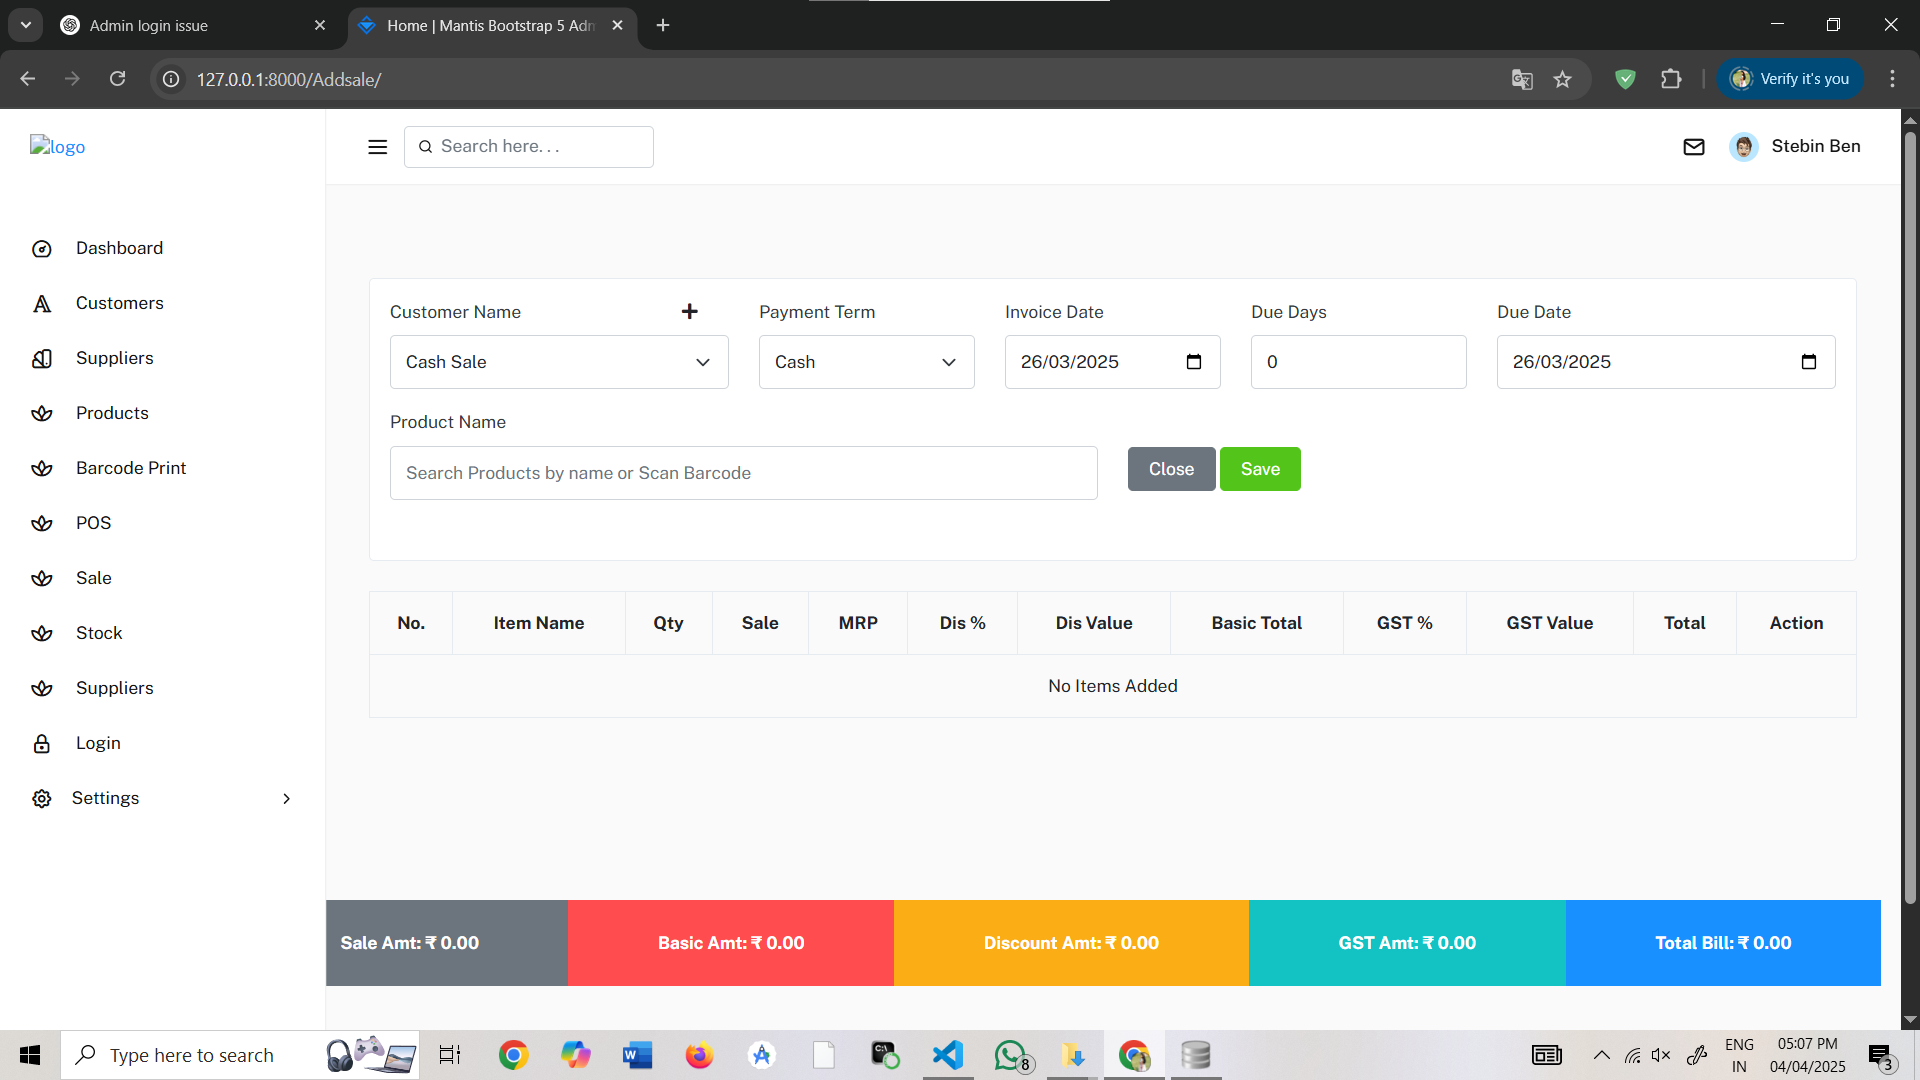 Admin login issue
Home | Mantis Bootstrap 5 Adm
127.0.0.1:8000/Addsale/
Verify it's you
logo
Search here. . .
Stebin Ben
Dashboard
Customers
Suppliers
Products
Barcode Print
POS
Sale
Stock
Suppliers
Login
Settings
Customer Name
Payment Term
Invoice Date
Due Days
Due Date
Cash Sale
Cash
26/03/2025
0
26/03/2025
Product Name
Search Products by name or Scan Barcode
Close
Save
No. Item Name Qty Sale MRP Dis % Dis Value Basic Total GST % GST Value Total Action
No Items Added
Sale Amt: ₹ 0.00
Basic Amt: ₹ 0.00
Discount Amt: ₹ 0.00
GST Amt: ₹ 0.00
Total Bill: ₹ 0.00
Type here to search
8
ENG
IN
05:07 PM
04/04/2025
3